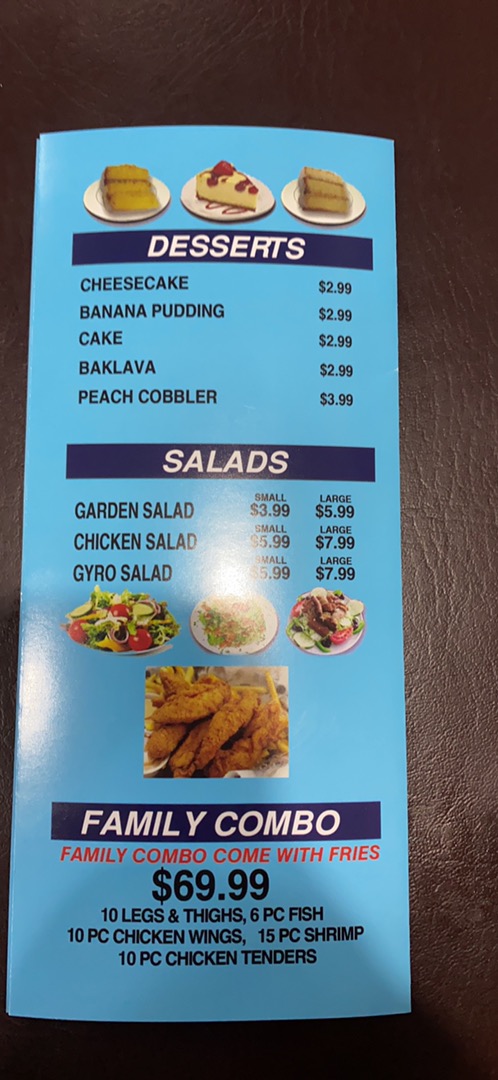 DESSERTS
CHEESECAKE $2.99
BANANA PUDDING $2.99
CAKE $2.99
BAKLAVA $2.99
PEACH COBBLER $3.99
SALADS
SMALL LARGE
GARDEN SALAD $3.99 $5.99
SMALL LARGE
CHICKEN SALAD $5.99 $7.99
SMALL LARGE
GYRO SALAD $5.99 $7.99
FAMILY COMBO
FAMILY COMBO COME WITH FRIES
$69.99
10 LEGS & THIGHS, 6 PC FISH
10 PC CHICKEN WINGS, 15 PC SHRIMP
10 PC CHICKEN TENDERS